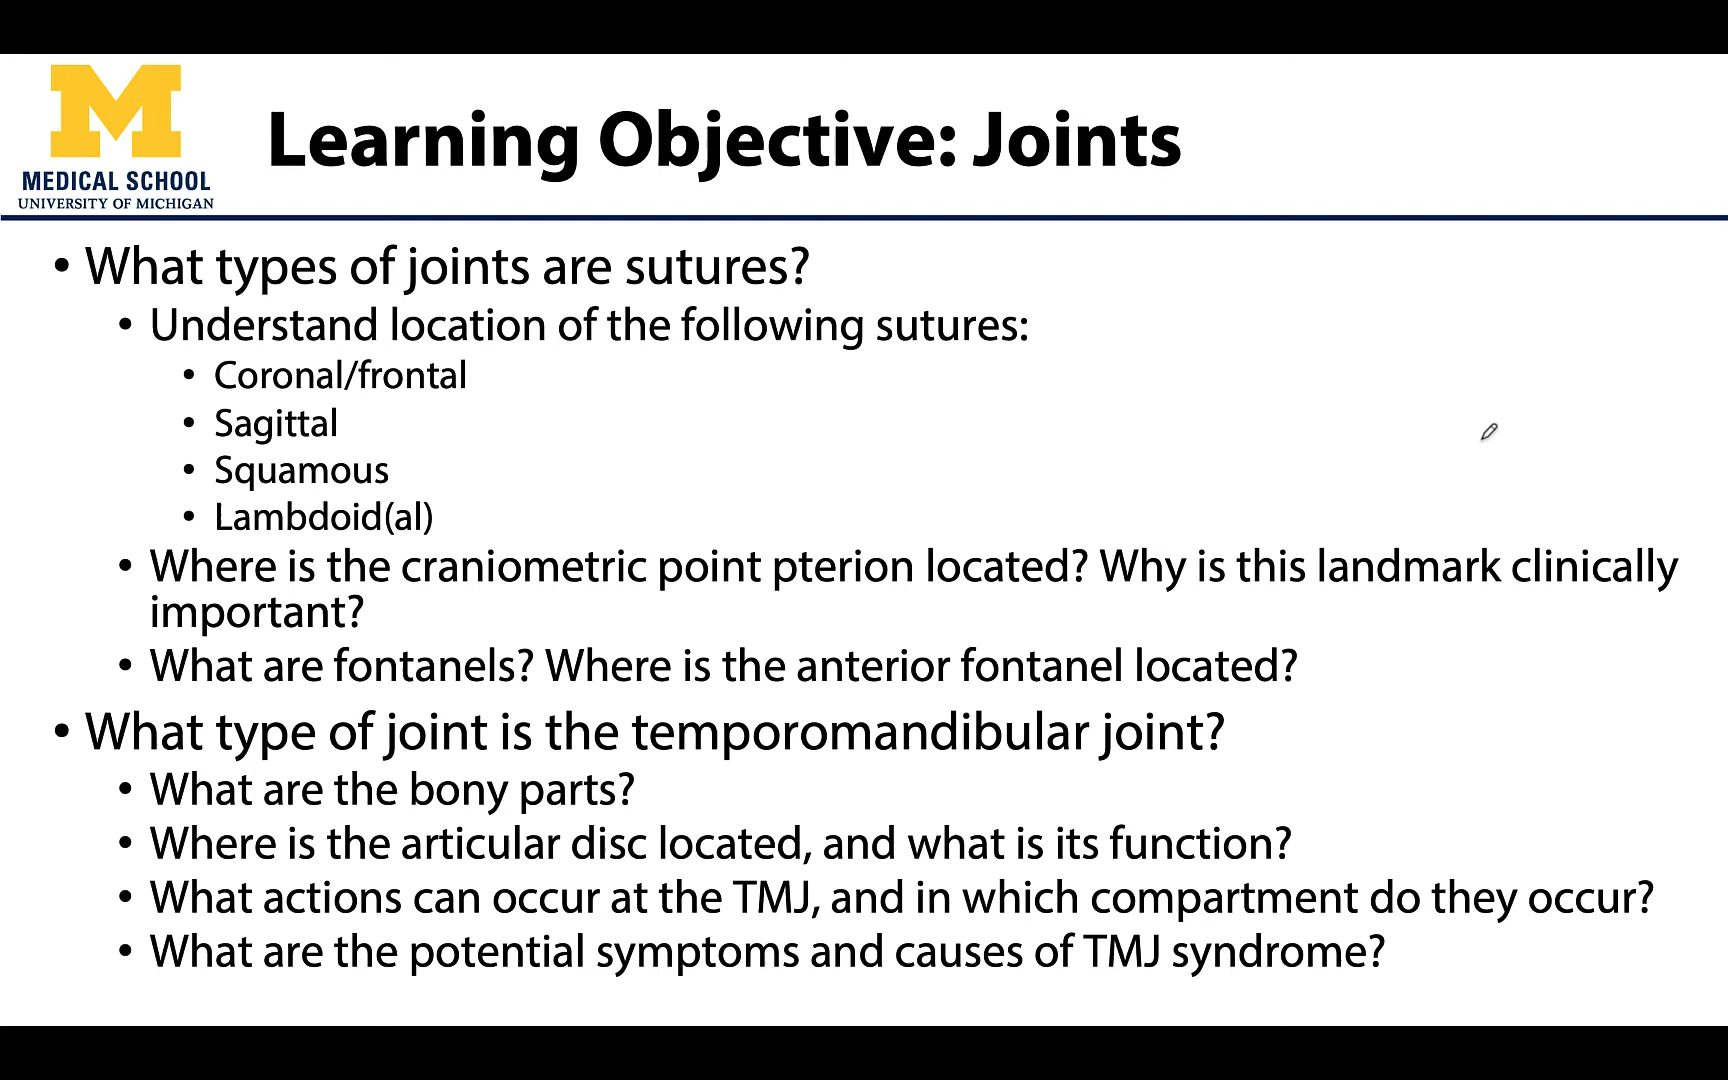 M
MEDICAL SCHOOL
UNIVERSITY OF MICHIGAN
Learning Objective: Joints
• What types of joints are sutures?
• Understand location of the following sutures:
• Coronal/frontal
• Sagittal
• Squamous
• Lambdoid(al)
• Where is the craniometric point pterion located? Why is this landmark clinically
important?
• What are fontanels? Where is the anterior fontanel located?
• What type of joint is the temporomandibular joint?
• What are the bony parts?
• Where is the articular disc located, and what is its function?
• What actions can occur at the TMJ, and in which compartment do they occur?
• What are the potential symptoms and causes of TMJ syndrome?